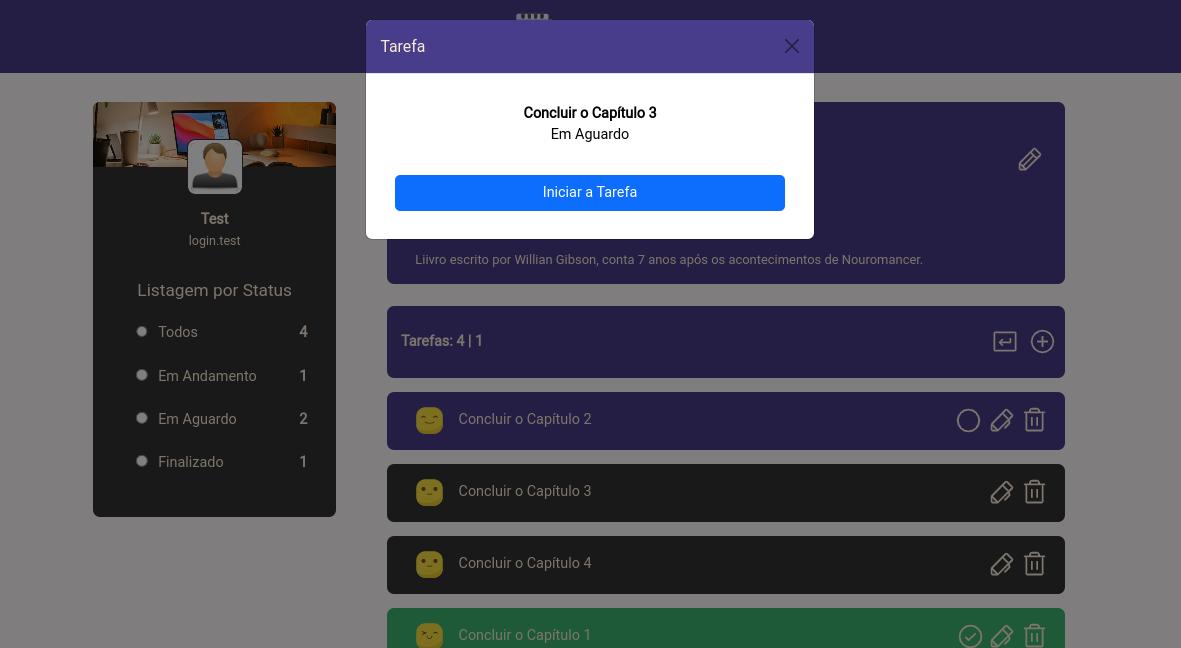 Tarefa
Concluir o Capítulo 3
Em Aguardo
Iniciar a Tarefa
Test
login.test
Listagem por Status
Todos 4
Em Andamento 1
Em Aguardo 2
Finalizado 1
Liivro escrito por Willian Gibson, conta 7 anos após os acontecimentos de Nouromancer.
Tarefas: 4 | 1
Concluir o Capítulo 2
Concluir o Capítulo 3
Concluir o Capítulo 4
Concluir o Capítulo 1